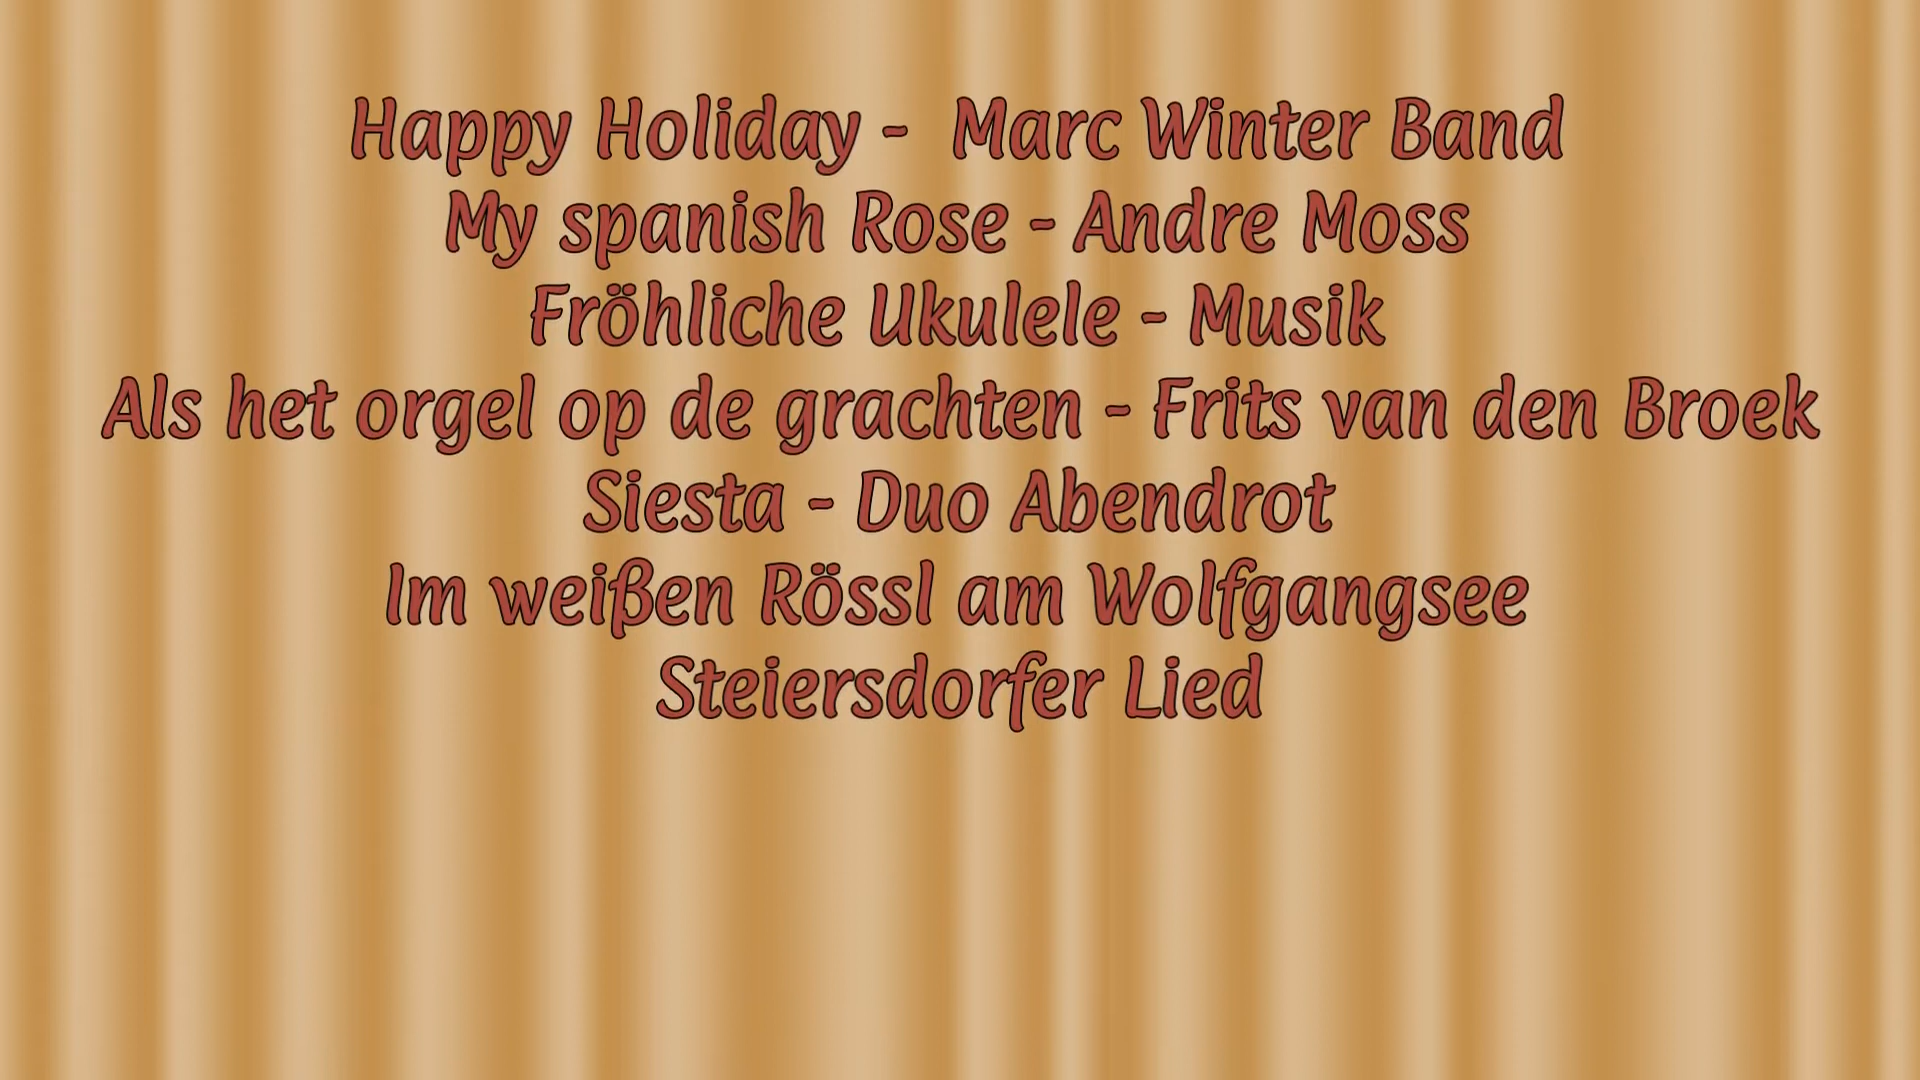 Happy Holiday - Marc Winter Band
My spanish Rose - Andre Moss
Fröhliche Ukulele - Musik
Als het orgel op de grachten - Frits van den Broek
Siesta - Duo Abendrot
Im weißen Rössl am Wolfgangsee
Steiersdorfer Lied